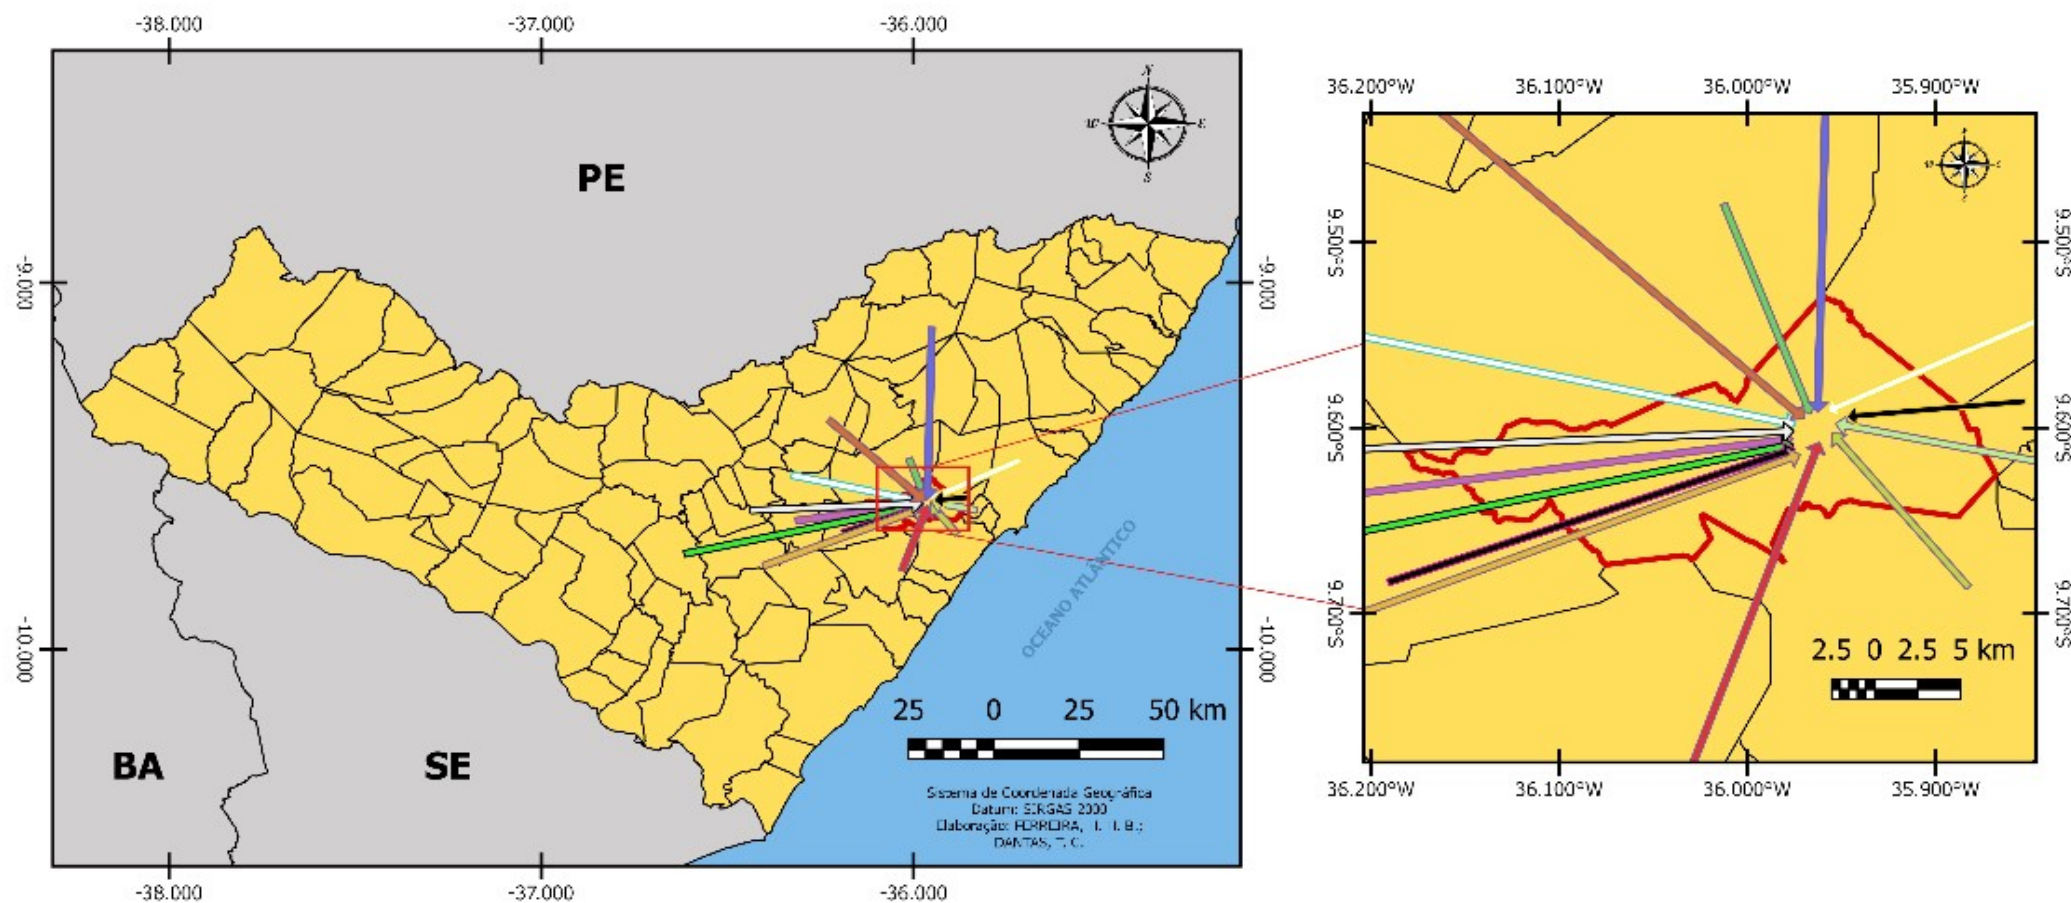 -38.000 -37.000 -36.000
N
W E
S
PE
-9.000 -9.000
-10.000 -10.000
OCEANO ATLÂNTICO
25 0 25 50 km
BA SE
Sistema de Coordenada Geográfica
Datum: SIRGAS 2000
Elaboração: FERREIRA, B.;
DANTAS, T. C.
-38.000 -37.000 -36.000
36.200°W 36.100°W 36.000°W 35.900°W
9.500°S 9.500°S
9.600°S 9.600°S
9.700°S 9.700°S
2.5 0 2.5 5 km
36.200°W 36.100°W 36.000°W 35.900°W